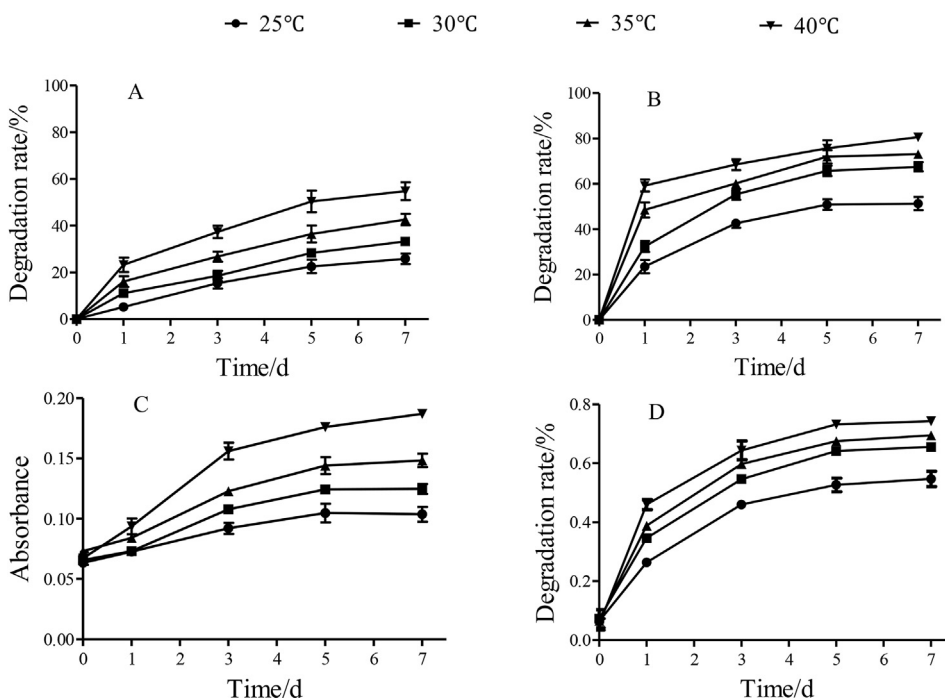 25℃ 30℃ 35℃ 40℃
A
100
80
60
40
20
0
Degradation rate/%
0 1 2 3 4 5 6 7
Time/d
B
100
80
60
40
20
0
Degradation rate/%
0 1 2 3 4 5 6 7
Time/d
C
0.20
0.15
0.10
0.05
0.00
Absorbance
0 1 2 3 4 5 6 7
Time/d
D
0.8
0.6
0.4
0.2
0.0
Degradation rate/%
0 1 2 3 4 5 6 7
Time/d